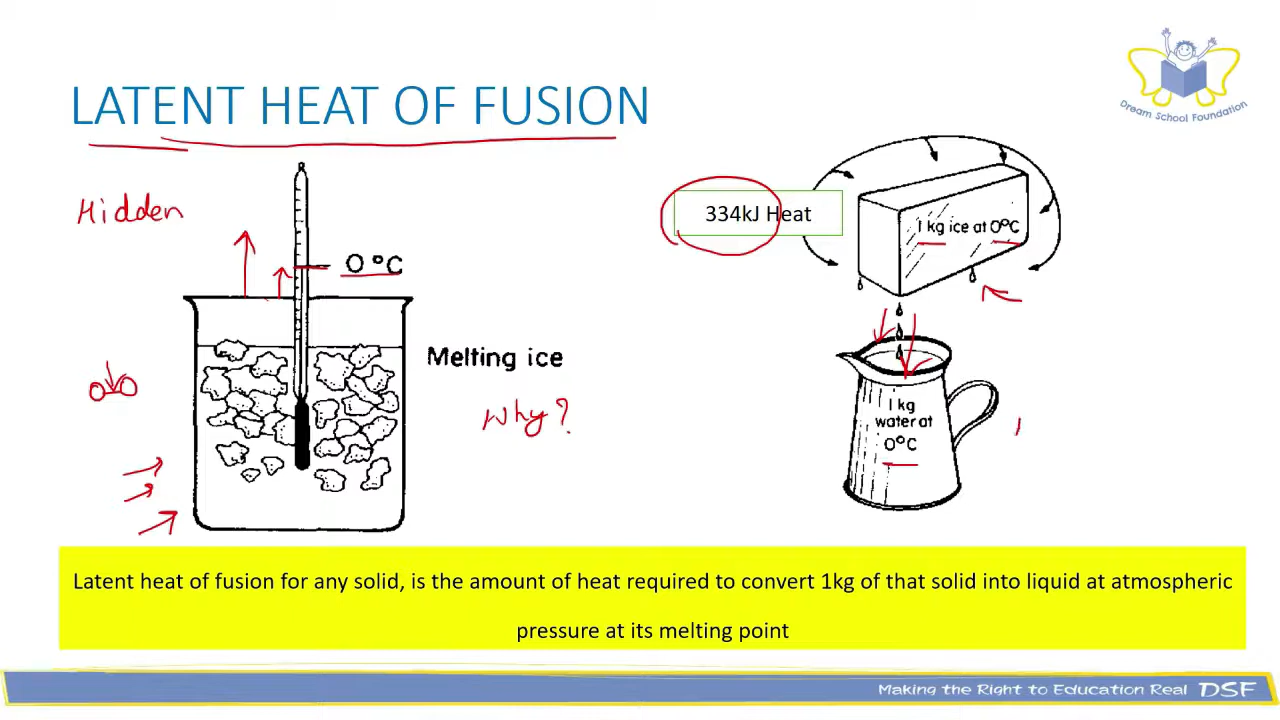 LATENT HEAT OF FUSION
Dream School Foundation
Hidden
334kJ Heat
1 kg ice at 0°C
0°C
Melting ice
Why?
1 kg
water at
0°C
Latent heat of fusion for any solid, is the amount of heat required to convert 1kg of that solid into liquid at atmospheric
pressure at its melting point
Making the Right to Education Real DSF